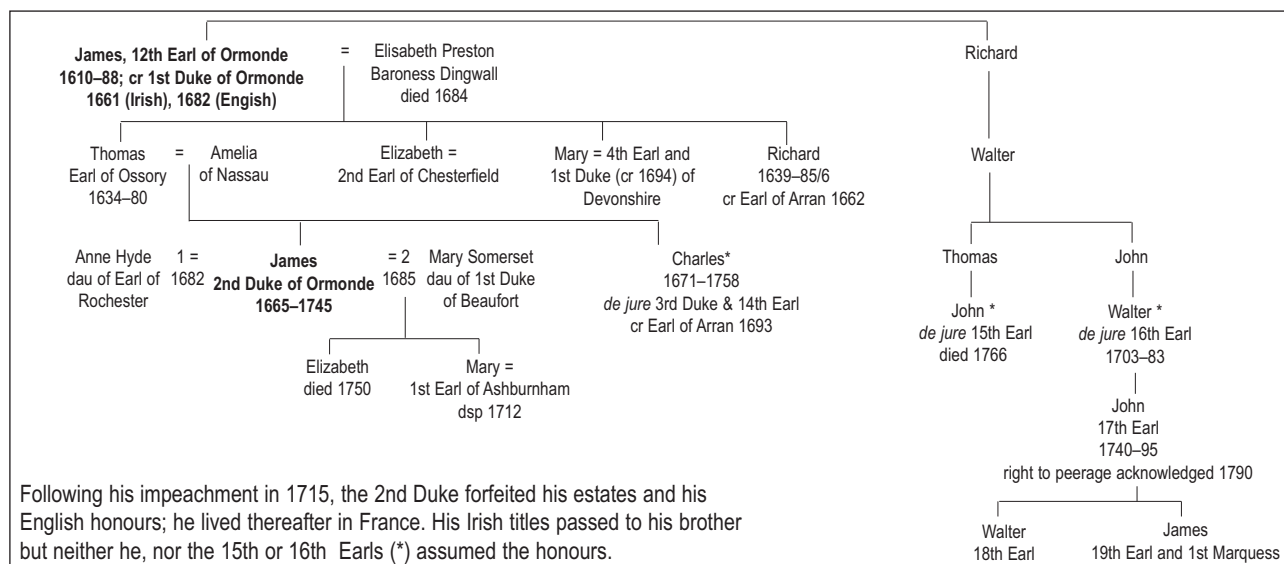 James, 12th Earl of Ormonde
1610–88; cr 1st Duke of Ormonde
1661 (Irish), 1682 (Engish)
=
Elisabeth Preston
Baroness Dingwall
died 1684
Richard
Thomas
Earl of Ossory
1634–80
=
Amelia
of Nassau
Elizabeth =
2nd Earl of Chesterfield
Mary = 4th Earl and
1st Duke (cr 1694) of
Devonshire
Richard
1639–85/6
cr Earl of Arran 1662
Walter
Anne Hyde
dau of Earl of
Rochester
1 =
1682
James
2nd Duke of Ormonde
1665–1745
= 2
1685
Mary Somerset
dau of 1st Duke
of Beaufort
Charles*
1671–1758
de jure 3rd Duke & 14th Earl
cr Earl of Arran 1693
Thomas
John
John *
de jure 15th Earl
died 1766
Walter *
de jure 16th Earl
1703–83
Elizabeth
died 1750
Mary =
1st Earl of Ashburnham
dsp 1712
John
17th Earl
1740–95
right to peerage acknowledged 1790
Walter
18th Earl
James
19th Earl and 1st Marquess
Following his impeachment in 1715, the 2nd Duke forfeited his estates and his
English honours; he lived thereafter in France. His Irish titles passed to his brother
but neither he, nor the 15th or 16th Earls (*) assumed the honours.